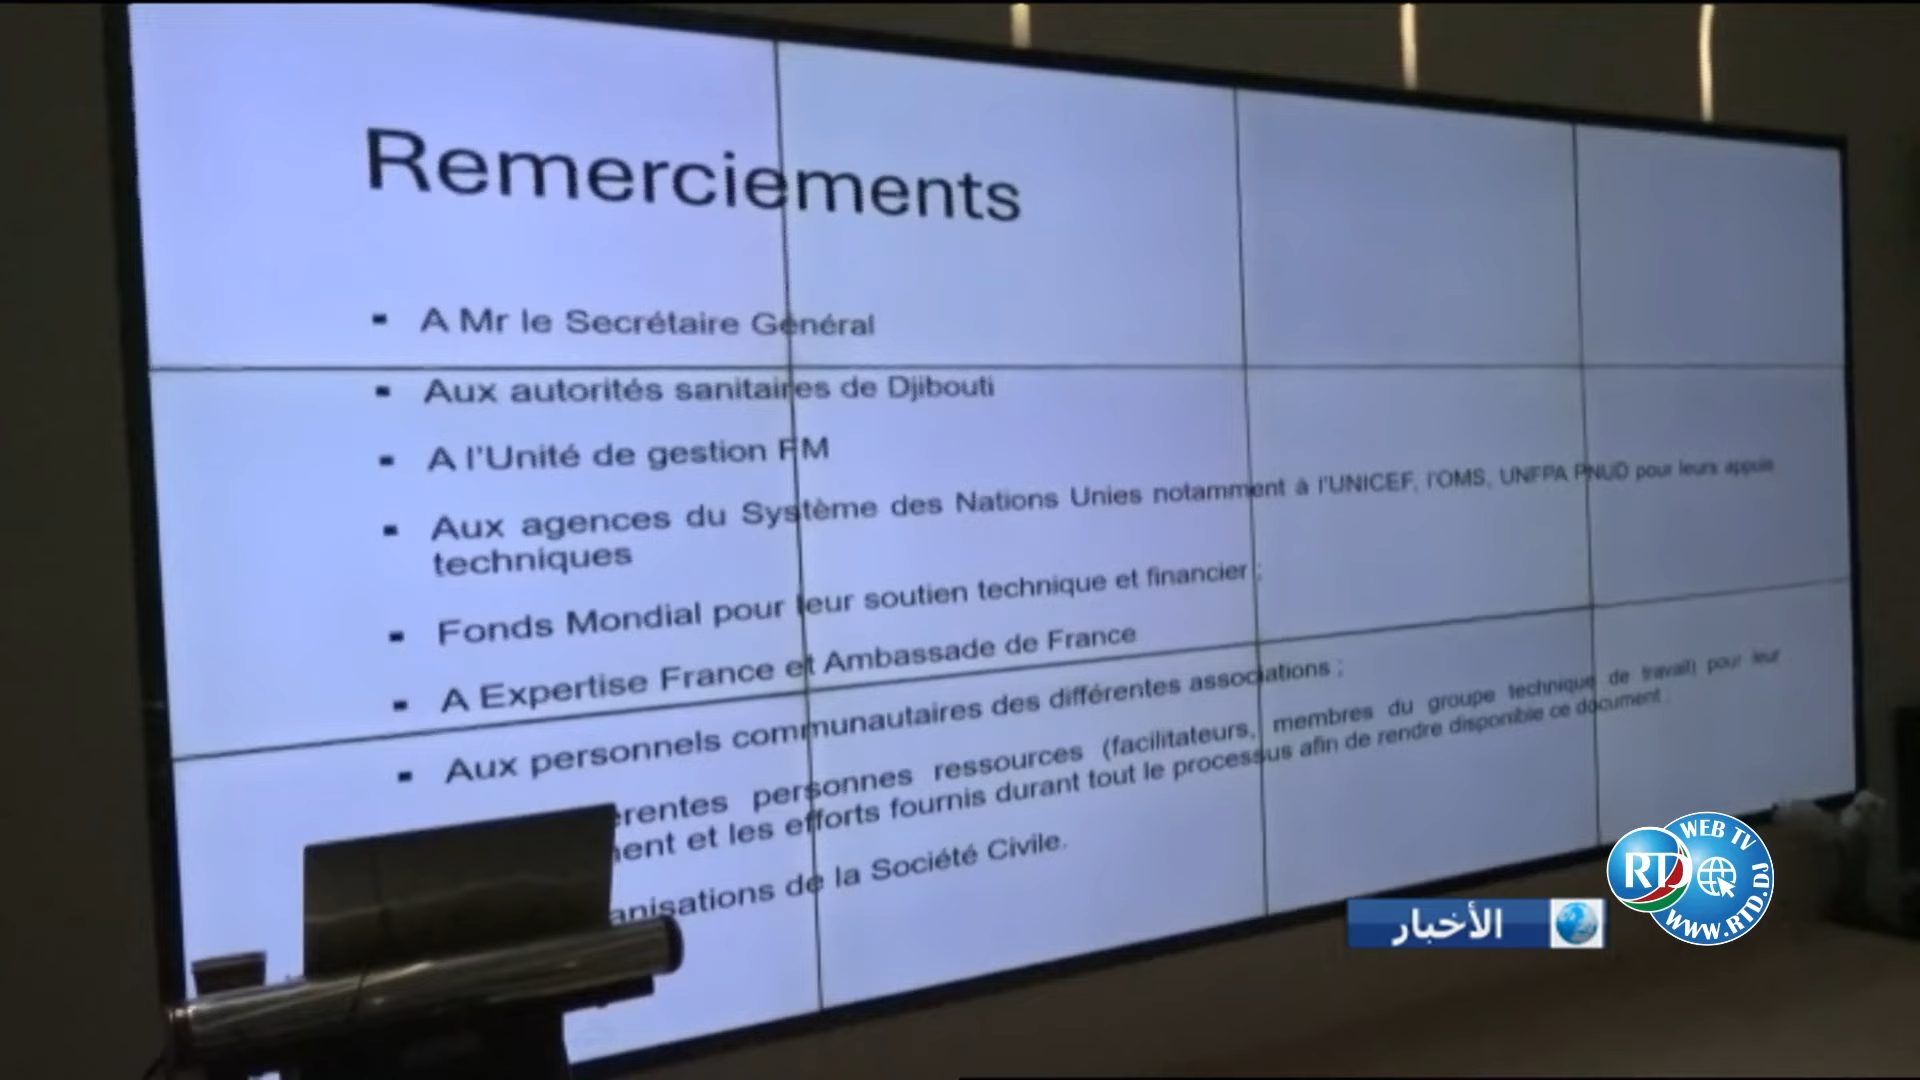 Remerciements
▪ A Mr le Secrétaire Général
▪ Aux autorités sanitaires de Djibouti
▪ A l'Unité de gestion FM
▪ Aux agences du Système des Nations Unies notamment à l'UNICEF, l'OMS, UNFPA PNUD pour leurs appuis
techniques
▪ Fonds Mondial pour leur soutien technique et financier ;
▪ A Expertise France et Ambassade de France
▪ Aux personnels communautaires des différentes associations ;
érentes personnes ressources (facilitateurs, membres du groupe technique de travail) pour leur
ent et les efforts fournis durant tout le processus afin de rendre disponible ce document ;
anisations de la Société Civile.
WEB TV
RTD
WWW.RTD.DJ
الأخبار